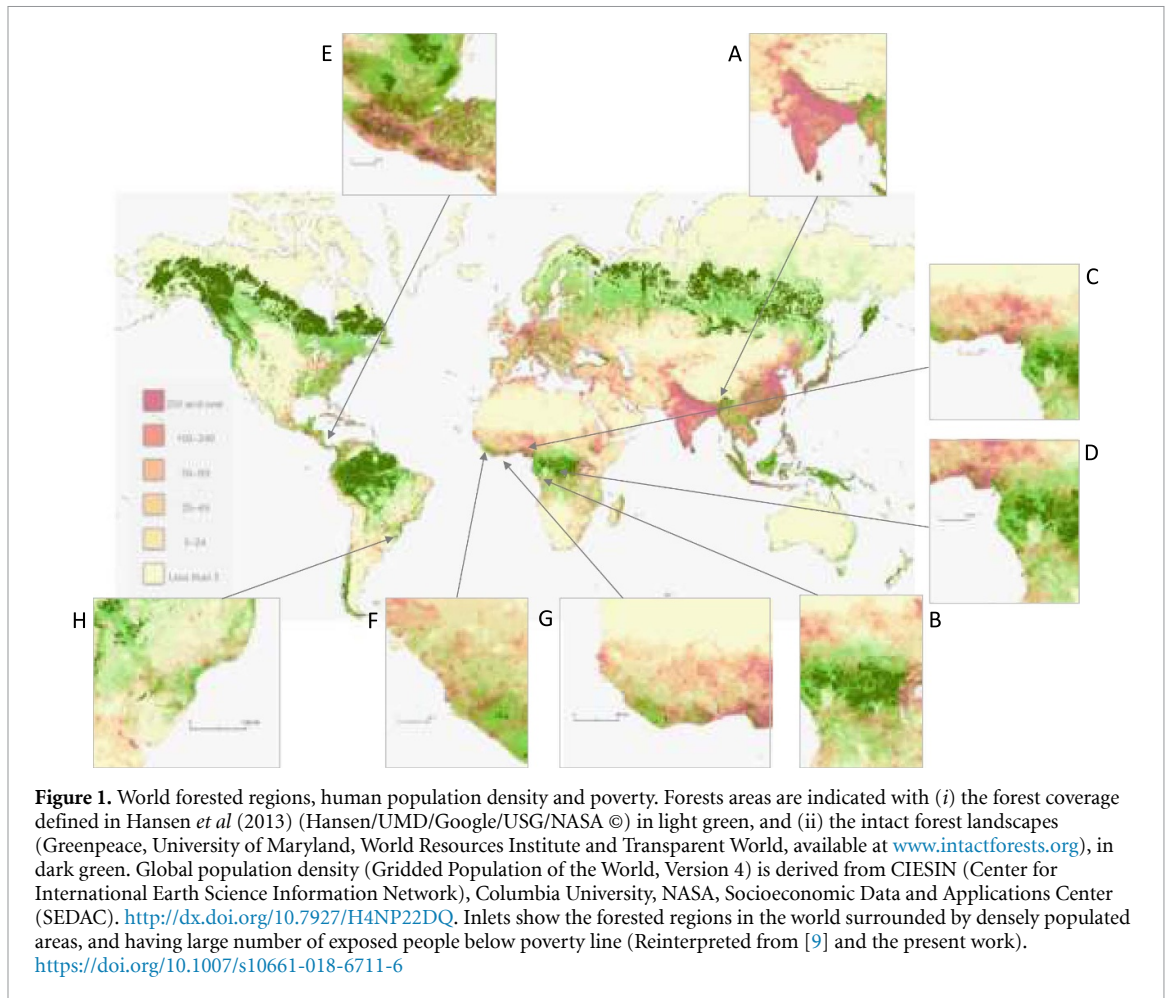 E
A
C
D
250 and over
25–49
5–24
Less than 5
H
F
G
B
Figure 1. World forested regions, human population density and poverty. Forests areas are indicated with (i) the forest coverage
defined in Hansen et al (2013) (Hansen/UMD/Google/USG/NASA ©) in light green, and (ii) the intact forest landscapes
(Greenpeace, University of Maryland, World Resources Institute and Transparent World, available at www.intactforests.org), in
dark green. Global population density (Gridded Population of the World, Version 4) is derived from CIESIN (Center for
International Earth Science Information Network), Columbia University, NASA, Socioeconomic Data and Applications Center
(SEDAC). http://dx.doi.org/10.7927/H4NP22DQ. Inlets show the forested regions in the world surrounded by densely populated
areas, and having large number of exposed people below poverty line (Reinterpreted from [9] and the present work).
https://doi.org/10.1007/s10661-018-6711-6